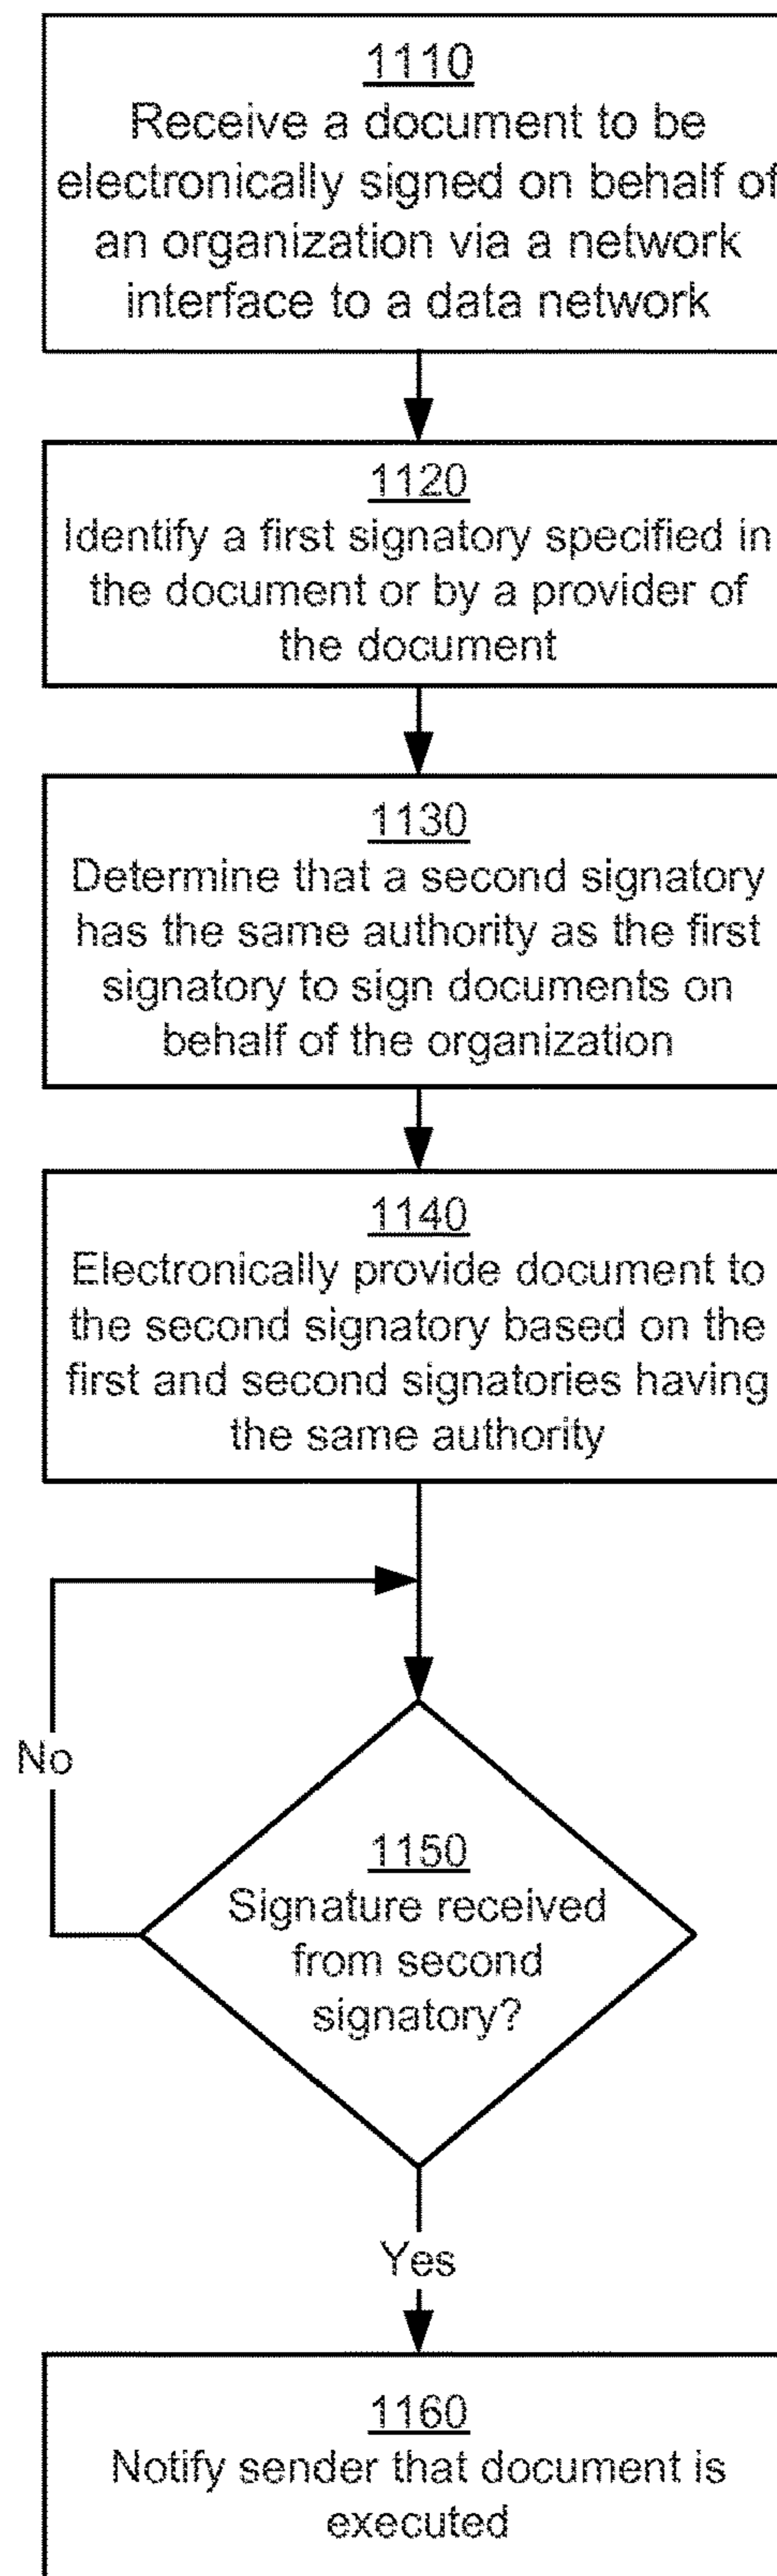 1110
Receive a document to be
electronically signed on behalf of
an organization via a network
interface to a data network
1120
Identify a first signatory specified in
the document or by a provider of
the document
1130
Determine that a second signatory
has the same authority as the first
signatory to sign documents on
behalf of the organization
1140
Electronically provide document to
the second signatory based on the
first and second signatories having
the same authority
No
1150
Signature received
from second
signatory?
Yes
1160
Notify sender that document is
executed